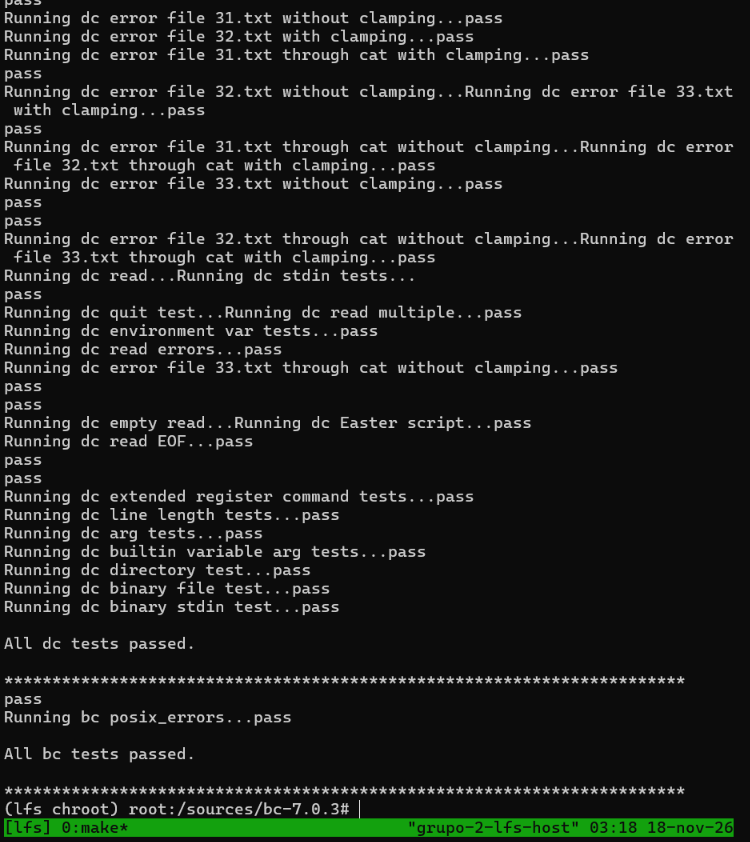 pass
Running dc error file 31.txt without clamping...pass
Running dc error file 32.txt with clamping...pass
Running dc error file 31.txt through cat with clamping...pass
pass
Running dc error file 32.txt without clamping...Running dc error file 33.txt
 with clamping...pass
pass
Running dc error file 31.txt through cat without clamping...Running dc error
 file 32.txt through cat with clamping...pass
Running dc error file 33.txt without clamping...pass
pass
pass
Running dc error file 32.txt through cat without clamping...Running dc error
 file 33.txt through cat with clamping...pass
Running dc read...Running dc stdin tests...
pass
Running dc quit test...Running dc read multiple...pass
Running dc environment var tests...pass
Running dc read errors...pass
Running dc error file 33.txt through cat without clamping...pass
pass
pass
Running dc empty read...Running dc Easter script...pass
Running dc read EOF...pass
pass
pass
Running dc extended register command tests...pass
Running dc line length tests...pass
Running dc arg tests...pass
Running dc builtin variable arg tests...pass
Running dc directory test...pass
Running dc binary file test...pass
Running dc binary stdin test...pass
All dc tests passed.
***********************************************************************
pass
Running bc posix_errors...pass
All bc tests passed.
***********************************************************************
(lfs chroot) root:/sources/bc-7.0.3#
[lfs] 0:make* "grupo-2-lfs-host" 03:18 18-nov-26